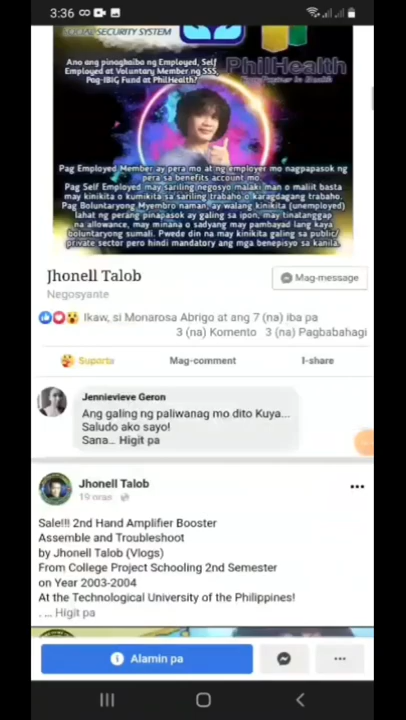 3:36
SOCIAL SECURITY SYSTEM
Ano ang pinagkaiba ng Employed, Self
Employed at Voluntary Member ng SSS,
Pag-IBIG Fund at PhilHealth?
PhilHealth
Your Partner in Health
Pag Employed Member ay pera mo at ng employer mo nagpapasok ng
pera sa benefits account mo.
Pag Self Employed may sariling negosyo malaki man o maliit basta
may kinikita o kumikita sa sariling trabaho o karagdagang trabaho.
Pag Boluntaryong Myembro naman, ay walang kinikita (unemployed)
lahat ng perang pinapasok ay galing sa ipon, may tinatanggap
na allowance, may minana o sadyang may pambayad lang kaya
boluntaryong sumali. Pwede din na may kinikita galing sa public/
private sector pero hindi mandatory ang mga benepisyo sa kanila.
Jhonell Talob
Negosyante
Mag-message
Ikaw, si Monarosa Abrigo at ang 7 (na) iba pa
3 (na) Komento 3 (na) Pagbabahagi
Suporta
Mag-comment
I-share
Jennievieve Geron
Ang galing ng paliwanag mo dito Kuya...
Saludo ako sayo!
Sana... Higit pa
Jhonell Talob
19 oras
Sale!!! 2nd Hand Amplifier Booster
Assemble and Troubleshoot
by Jhonell Talob (Vlogs)
From College Project Schooling 2nd Semester
on Year 2003-2004
At the Technological University of the Philippines!
. ... Higit pa
Alamin pa